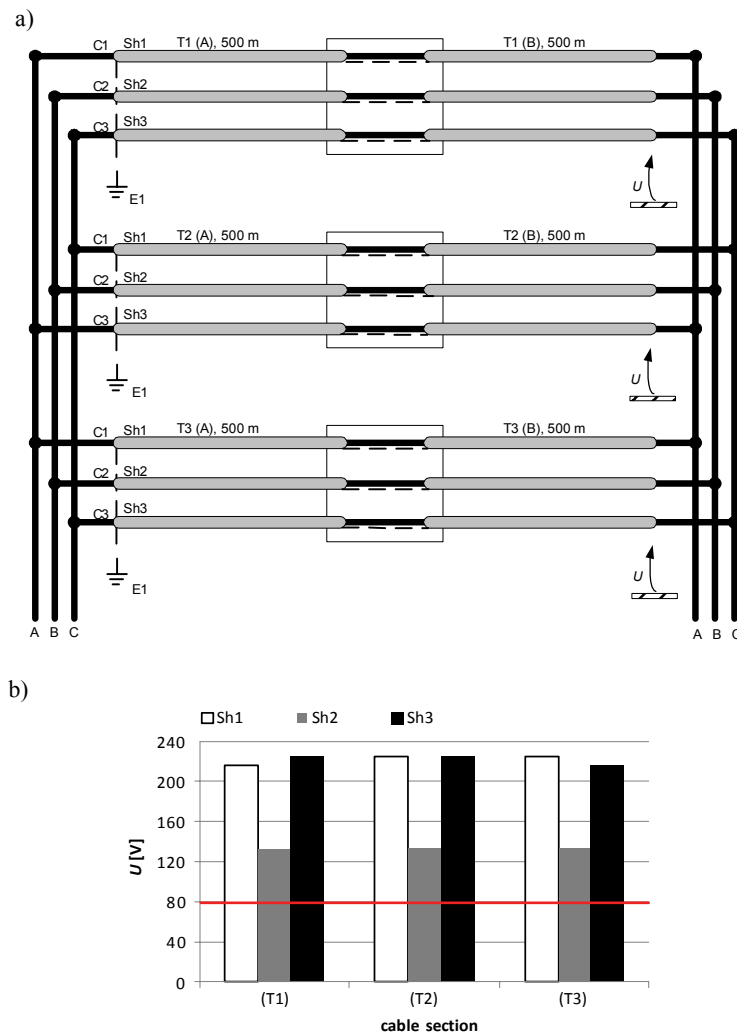 a)
C1 Sh1 T1 (A), 500 m T1 (B), 500 m
C2 Sh2
C3 Sh3
E1
U
C1 Sh1 T2 (A), 500 m T2 (B), 500 m
C2 Sh2
C3 Sh3
E1
U
C1 Sh1 T3 (A), 500 m T3 (B), 500 m
C2 Sh2
C3 Sh3
E1
U
A B C A B C
b)
Sh1 Sh2 Sh3
240
200
160
120
80
40
0
U [V]
(T1) (T2) (T3)
cable section